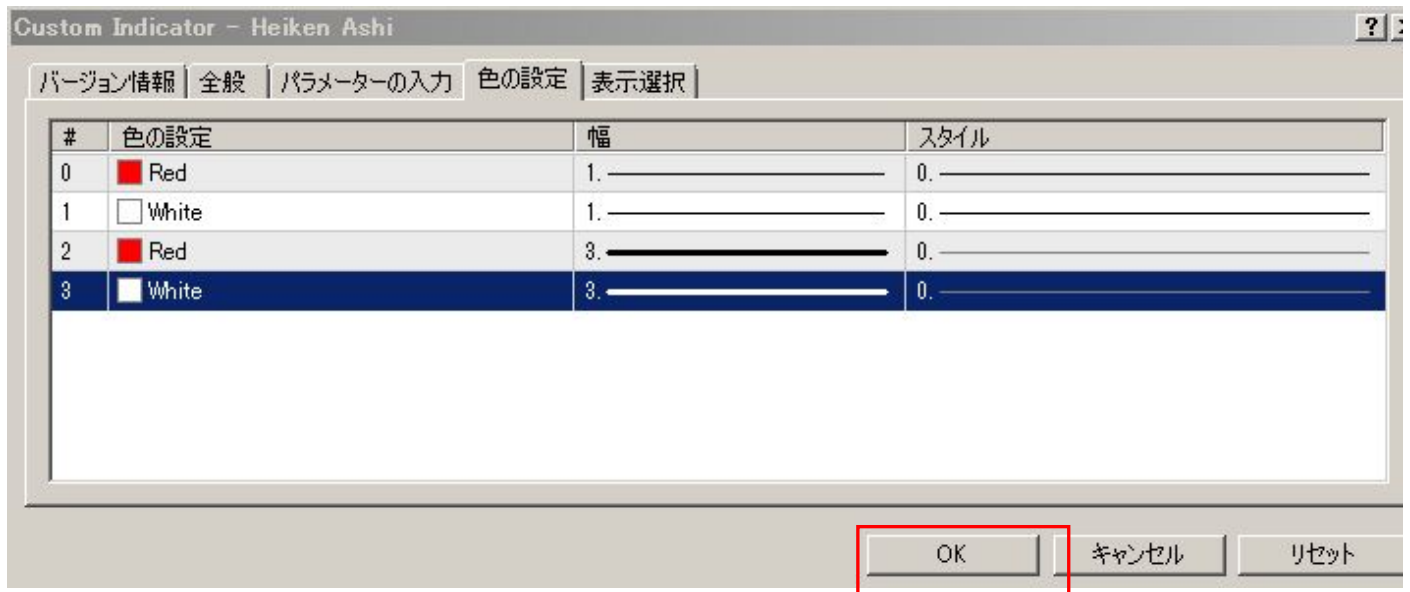 Custom Indicator - Heiken Ashi
バージョン情報 全般 パラメーターの入力 色の設定 表示選択
# 色の設定 幅 スタイル
0 Red 1. 0.
1 White 1. 0.
2 Red 3. 0.
3 White 3. 0.
OK キャンセル リセット